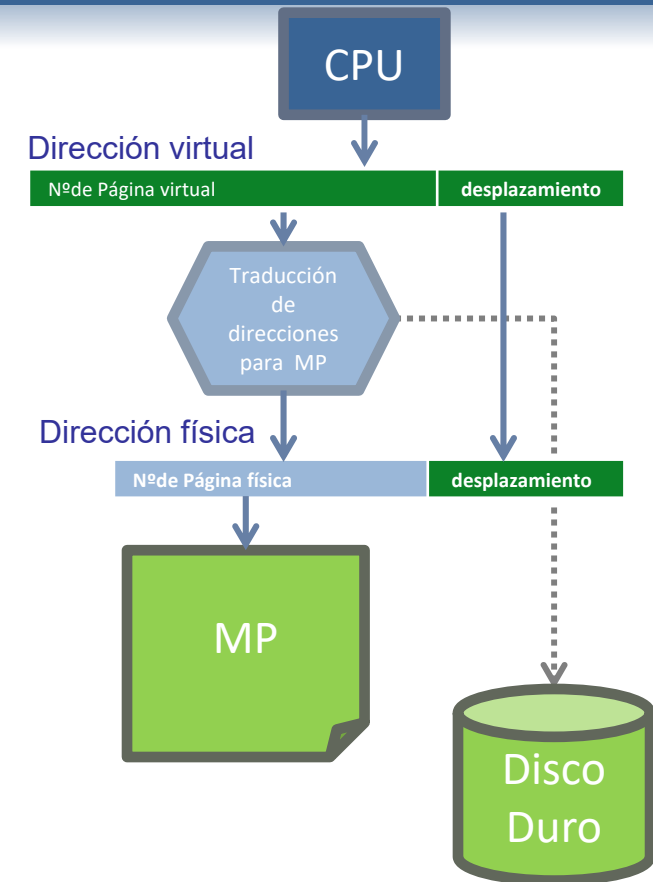 CPU
Dirección virtual
Nºde Página virtual
desplazamiento
Traducción
de
direcciones
para MP
Dirección física
Nºde Página física
desplazamiento
MP
Disco
Duro